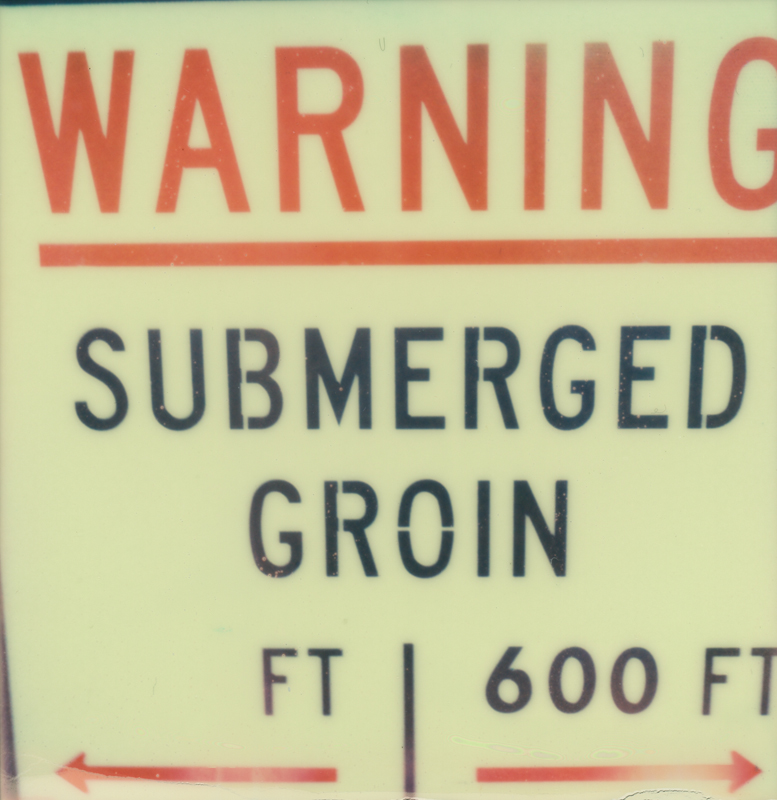 WARNING
SUBMERGED
GROIN
FT | 600 FT